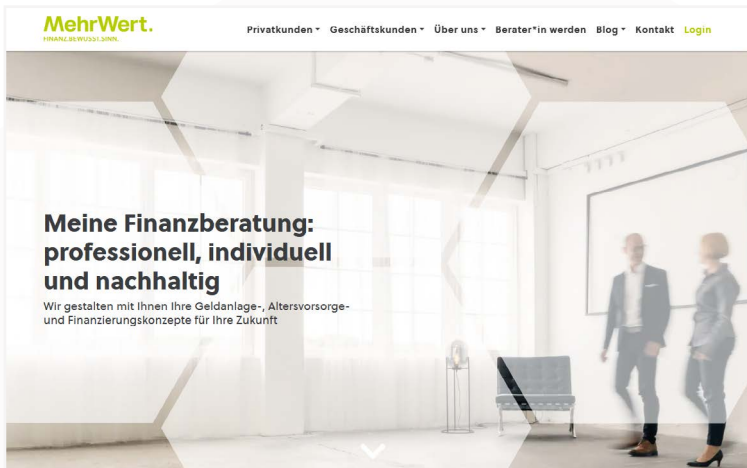 MehrWert.
FINANZ.BEWUSST.SINN.
Privatkunden Geschäftskunden Über uns Berater*in werden Blog Kontakt Login
Meine Finanzberatung:
professionell, individuell
und nachhaltig
Wir gestalten mit Ihnen Ihre Geldanlage-, Altersvorsorge-
und Finanzierungskonzepte für Ihre Zukunft